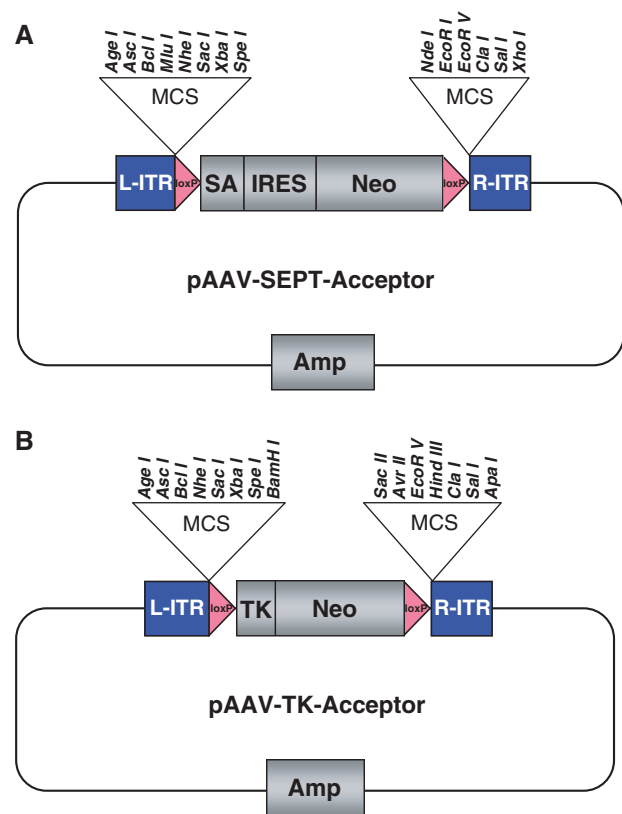 A
Age I
Asc I
Bcl I
Mlu I
Nhe I
Sac I
Xba I
Spe I
MCS
Nde I
EcoR I
EcoR V
Cla I
Sal I
Xho I
MCS
L-ITR
loxP
SA
IRES
Neo
loxP
R-ITR
pAAV-SEPT-Acceptor
Amp
B
Age I
Asc I
Bcl I
Nhe I
Sac I
Xba I
Spe I
BamH I
MCS
Sac II
Avr II
EcoR V
Hind III
Cla I
Sal I
Apa I
MCS
L-ITR
loxP
TK
Neo
loxP
R-ITR
pAAV-TK-Acceptor
Amp